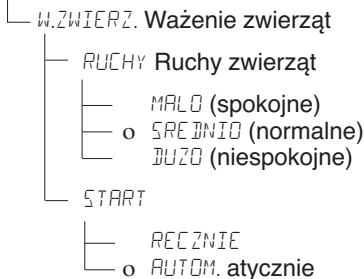 W.ZWIERZ. Ważenie zwierząt
RUCHY Ruchy zwierząt
MALO (spokojne)
o SREDNIO (normalne)
DUZO (niespokojne)
START
RECZNIE
o AUTOM. atycznie